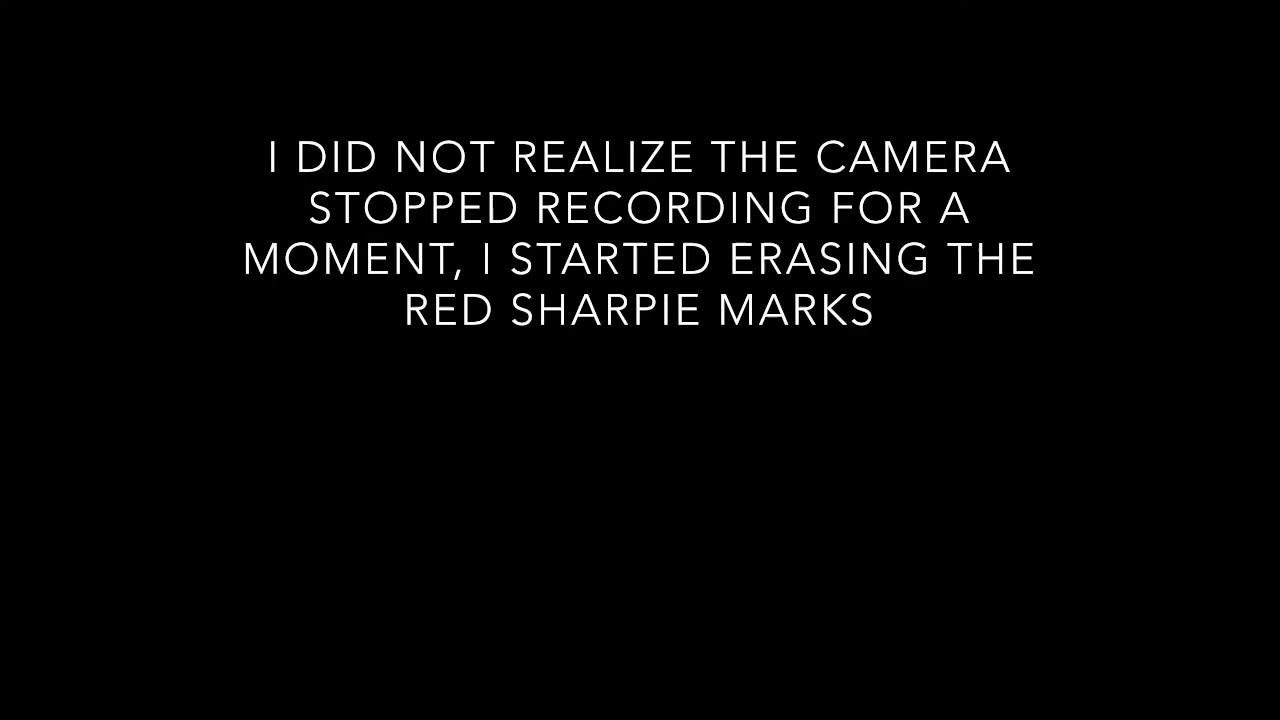 I DID NOT REALIZE THE CAMERA
STOPPED RECORDING FOR A
MOMENT, I STARTED ERASING THE
RED SHARPIE MARKS